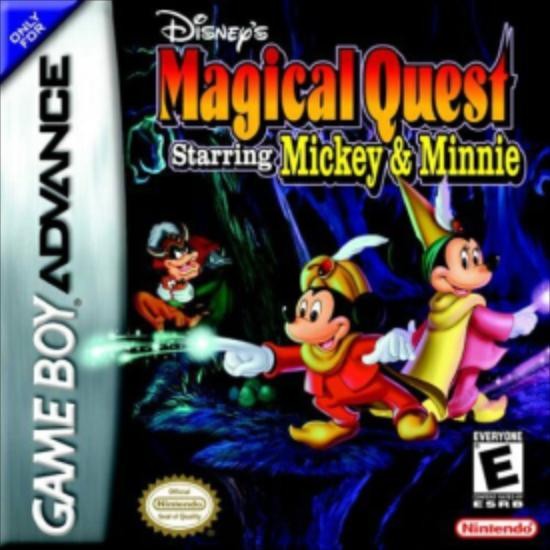 ONLY
FOR
GAME BOY ADVANCE
Disney's
Magical Quest
Starring Mickey & Minnie
EVERYONE
E
ESRB
Official
Nintendo
Seal of Quality
Nintendo